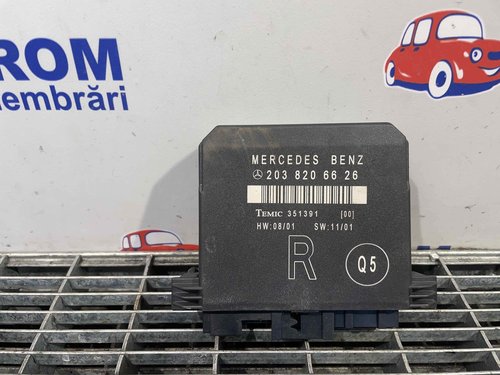 ROM
embrări
MERCEDES BENZ
203 820 66 26
TEMIC 351391 [00]
HW:08/01 SW:11/01
R
Q5